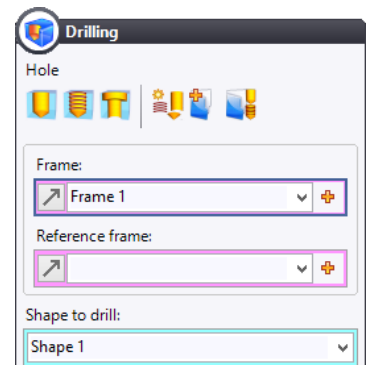 Drilling
Hole
Frame:
Frame 1
Reference frame:
Shape to drill:
Shape 1